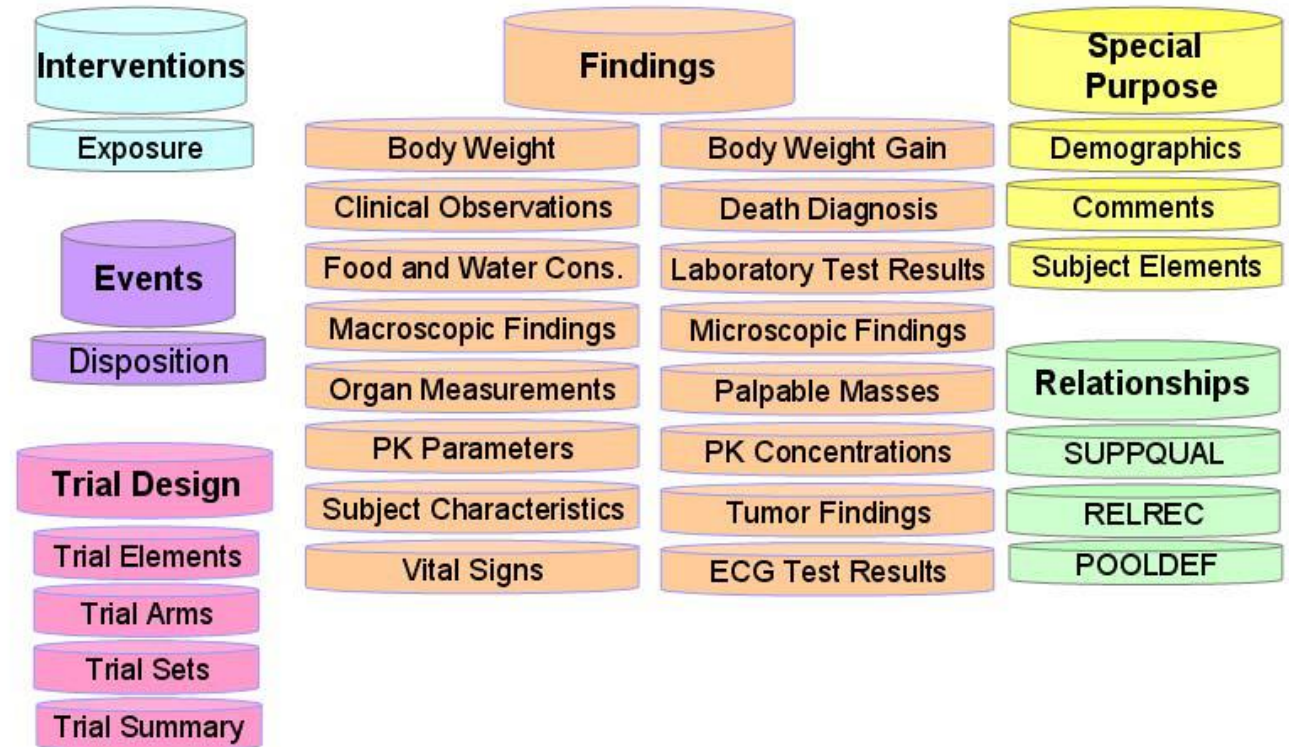 Interventions
Exposure
Events
Disposition
Trial Design
Trial Elements
Trial Arms
Trial Sets
Trial Summary
Findings
Body Weight
Body Weight Gain
Clinical Observations
Death Diagnosis
Food and Water Cons.
Laboratory Test Results
Macroscopic Findings
Microscopic Findings
Organ Measurements
Palpable Masses
PK Parameters
PK Concentrations
Subject Characteristics
Tumor Findings
Vital Signs
ECG Test Results
Special
Purpose
Demographics
Comments
Subject Elements
Relationships
SUPPQUAL
RELREC
POOLDEF